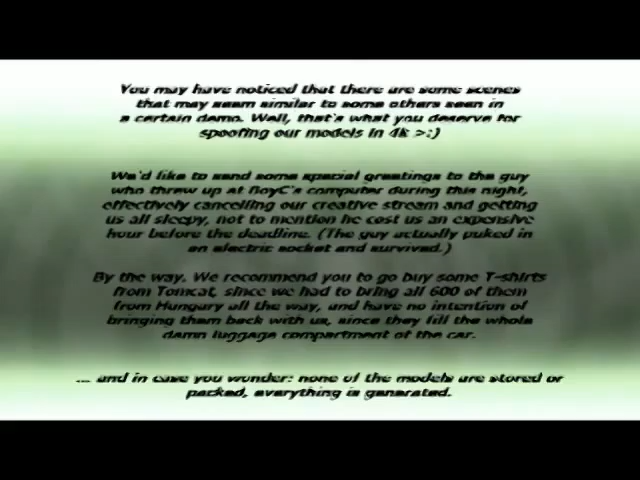 You may have noticed that there are some scenes
that may seem similar to some others seen in
a certain demo. Well, that's what you deserve for
spoofing our models in 4k >:)
We'd like to send some special greetings to the guy
who threw up at BoyC's computer during this night,
effectively cancelling our creative stream and getting
us all sleepy, not to mention he cost us an expensive
hour before the deadline. (The guy actually puked in
an electric socket and survived.)
By the way. We recommend you to go buy some T-shirts
from Tomcat, since we had to bring all 600 of them
from Hungary all the way, and have no intention of
bringing them back with us, since they fill the whole
damn luggage compartment of the car.
... and in case you wonder: none of the models are stored or
packed, everything is generated.